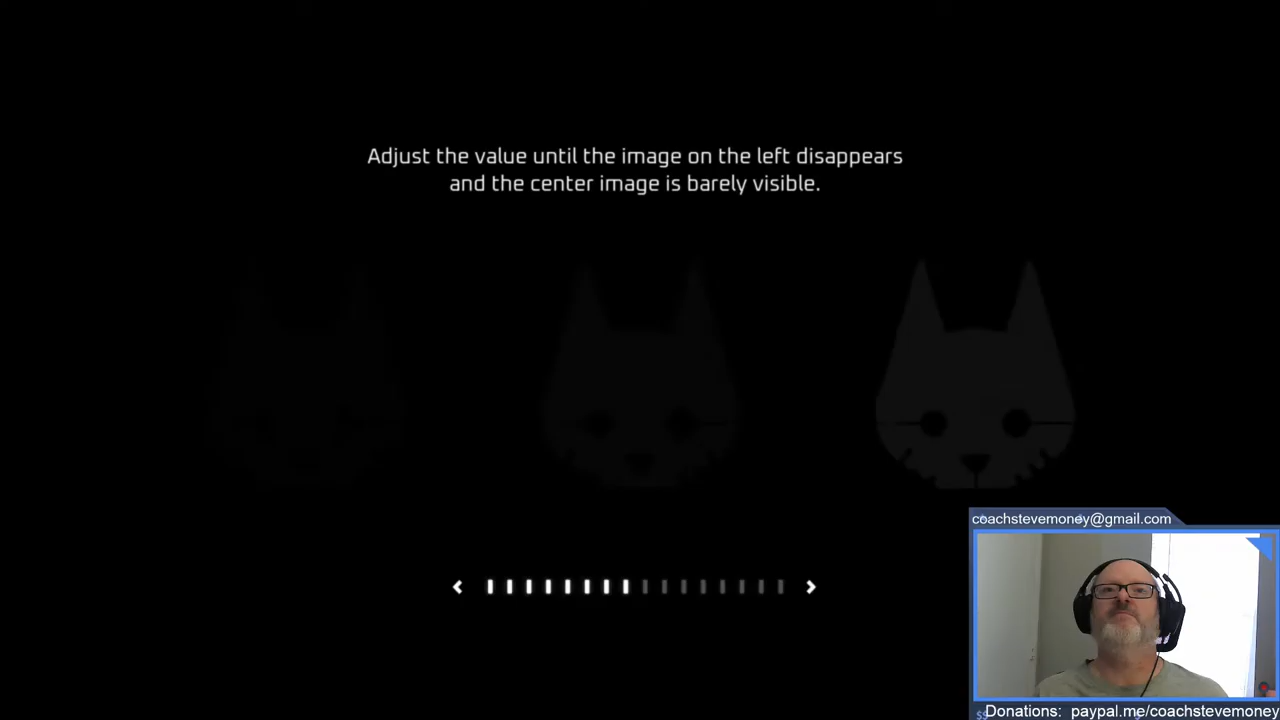 Adjust the value until the image on the left disappears
and the center image is barely visible.
coachstevemoney@gmail.com
Donations: paypal.me/coachstevemoney